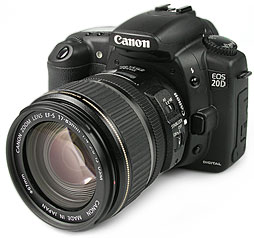 Canon
EOS
20D
DIGITAL
CANON ZOOM LENS EF-S 17-85mm
CANON INC. MADE IN JAPAN